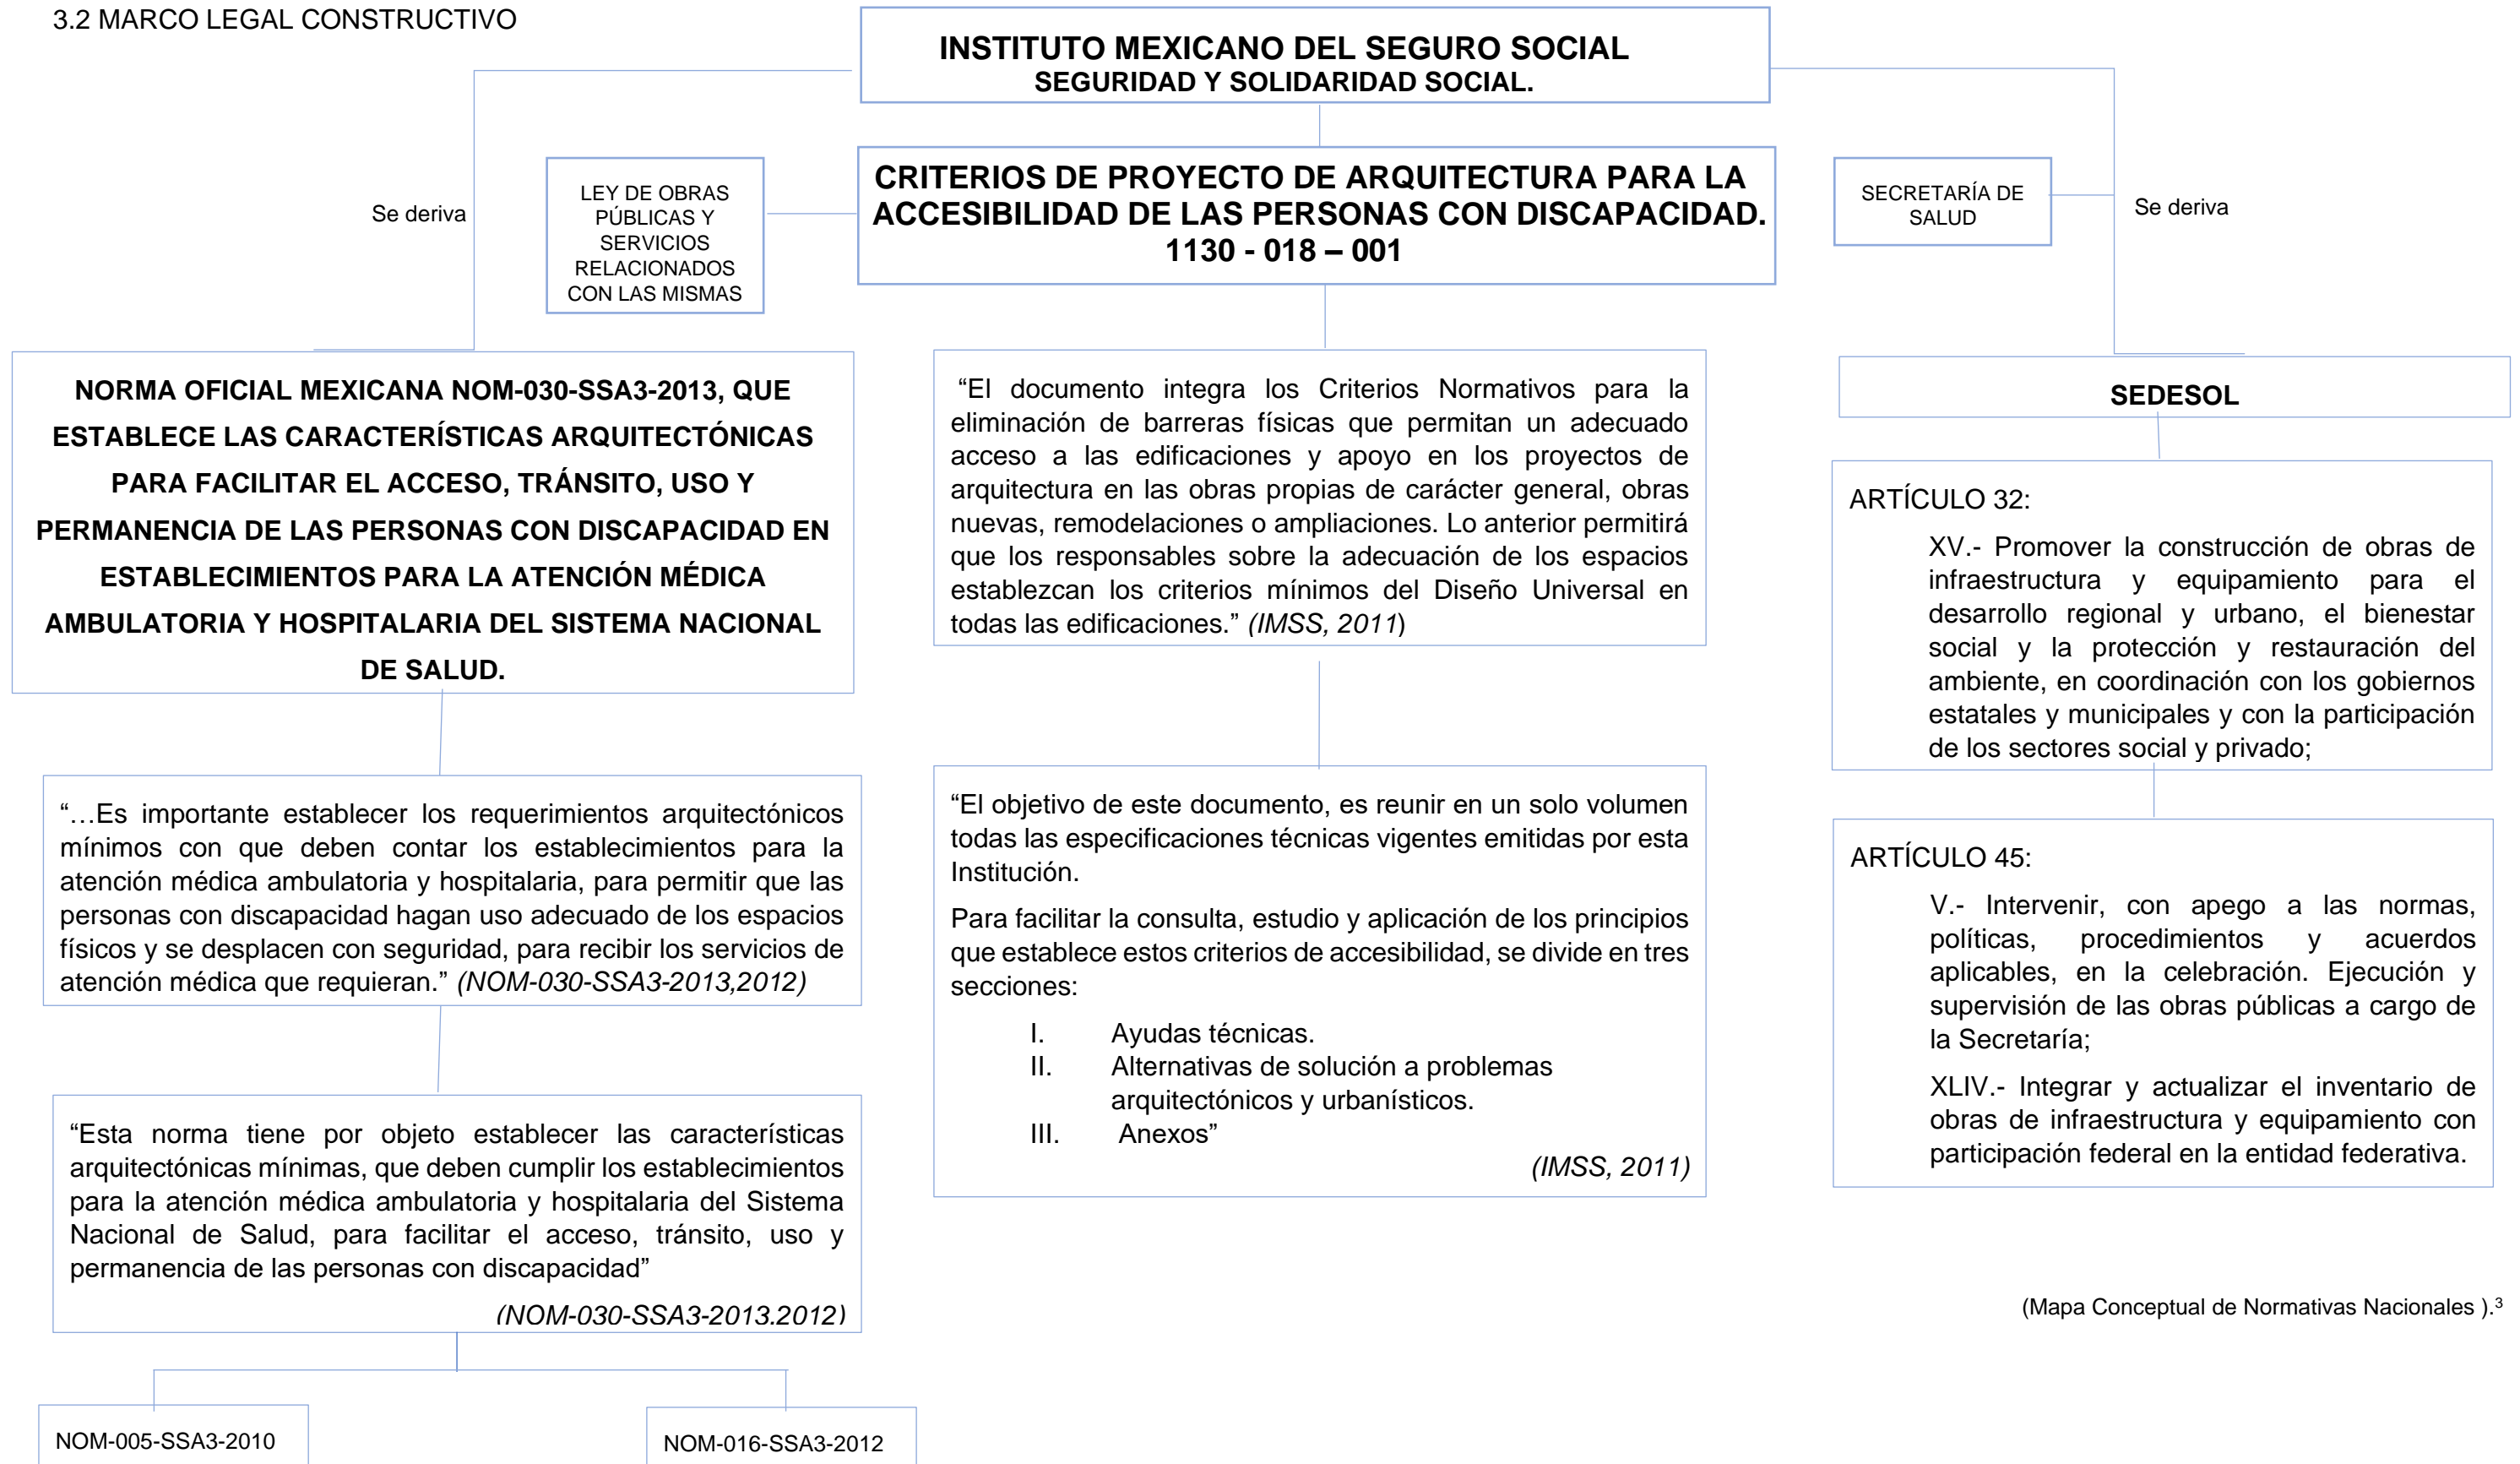 3.2 MARCO LEGAL CONSTRUCTIVO
INSTITUTO MEXICANO DEL SEGURO SOCIAL
SEGURIDAD Y SOLIDARIDAD SOCIAL.
Se deriva
LEY DE OBRAS
PÚBLICAS Y
SERVICIOS
RELACIONADOS
CON LAS MISMAS
CRITERIOS DE PROYECTO DE ARQUITECTURA PARA LA
ACCESIBILIDAD DE LAS PERSONAS CON DISCAPACIDAD.
1130 - 018 – 001
SECRETARÍA DE
SALUD
Se deriva
NORMA OFICIAL MEXICANA NOM-030-SSA3-2013, QUE
ESTABLECE LAS CARACTERÍSTICAS ARQUITECTÓNICAS
PARA FACILITAR EL ACCESO, TRÁNSITO, USO Y
PERMANENCIA DE LAS PERSONAS CON DISCAPACIDAD EN
ESTABLECIMIENTOS PARA LA ATENCIÓN MÉDICA
AMBULATORIA Y HOSPITALARIA DEL SISTEMA NACIONAL
DE SALUD.
“…Es importante establecer los requerimientos arquitectónicos
mínimos con que deben contar los establecimientos para la
atención médica ambulatoria y hospitalaria, para permitir que las
personas con discapacidad hagan uso adecuado de los espacios
físicos y se desplacen con seguridad, para recibir los servicios de
atención médica que requieran.” (NOM-030-SSA3-2013,2012)
“Esta norma tiene por objeto establecer las características
arquitectónicas mínimas, que deben cumplir los establecimientos
para la atención médica ambulatoria y hospitalaria del Sistema
Nacional de Salud, para facilitar el acceso, tránsito, uso y
permanencia de las personas con discapacidad”
(NOM-030-SSA3-2013,2012)
NOM-005-SSA3-2010
NOM-016-SSA3-2012
“El documento integra los Criterios Normativos para la
eliminación de barreras físicas que permitan un adecuado
acceso a las edificaciones y apoyo en los proyectos de
arquitectura en las obras propias de carácter general, obras
nuevas, remodelaciones o ampliaciones. Lo anterior permitirá
que los responsables sobre la adecuación de los espacios
establezcan los criterios mínimos del Diseño Universal en
todas las edificaciones.” (IMSS, 2011)
“El objetivo de este documento, es reunir en un solo volumen
todas las especificaciones técnicas vigentes emitidas por esta
Institución.
Para facilitar la consulta, estudio y aplicación de los principios
que establece estos criterios de accesibilidad, se divide en tres
secciones:
I. Ayudas técnicas.
II. Alternativas de solución a problemas
arquitectónicos y urbanísticos.
III. Anexos”
(IMSS, 2011)
SEDESOL
ARTÍCULO 32:
XV.- Promover la construcción de obras de
infraestructura y equipamiento para el
desarrollo regional y urbano, el bienestar
social y la protección y restauración del
ambiente, en coordinación con los gobiernos
estatales y municipales y con la participación
de los sectores social y privado;
ARTÍCULO 45:
V.- Intervenir, con apego a las normas,
políticas, procedimientos y acuerdos
aplicables, en la celebración. Ejecución y
supervisión de las obras públicas a cargo de
la Secretaría;
XLIV.- Integrar y actualizar el inventario de
obras de infraestructura y equipamiento con
participación federal en la entidad federativa.
(Mapa Conceptual de Normativas Nacionales ).³